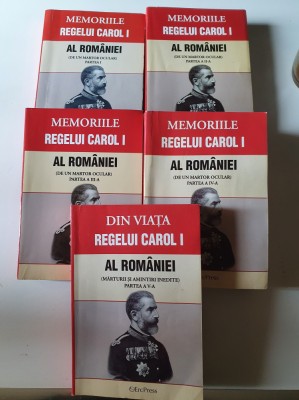 MEMORIILE
REGELUI CAROL I
AL ROMÂNIEI
(DE UN MARTOR OCULAR)
PARTEA I
MEMORIILE
REGELUI CAROL I
AL ROMÂNIEI
(DE UN MARTOR OCULAR)
PARTEA A II-A
MEMORIILE
REGELUI CAROL I
AL ROMÂNIEI
(DE UN MARTOR OCULAR)
PARTEA A III-A
MEMORIILE
REGELUI CAROL I
AL ROMÂNIEI
(DE UN MARTOR OCULAR)
PARTEA A IV-A
DIN VIAȚA
REGELUI CAROL I
AL ROMÂNIEI
(MĂRTURII ȘI AMINTIRI INEDITE)
PARTEA A V-A
ErcPress